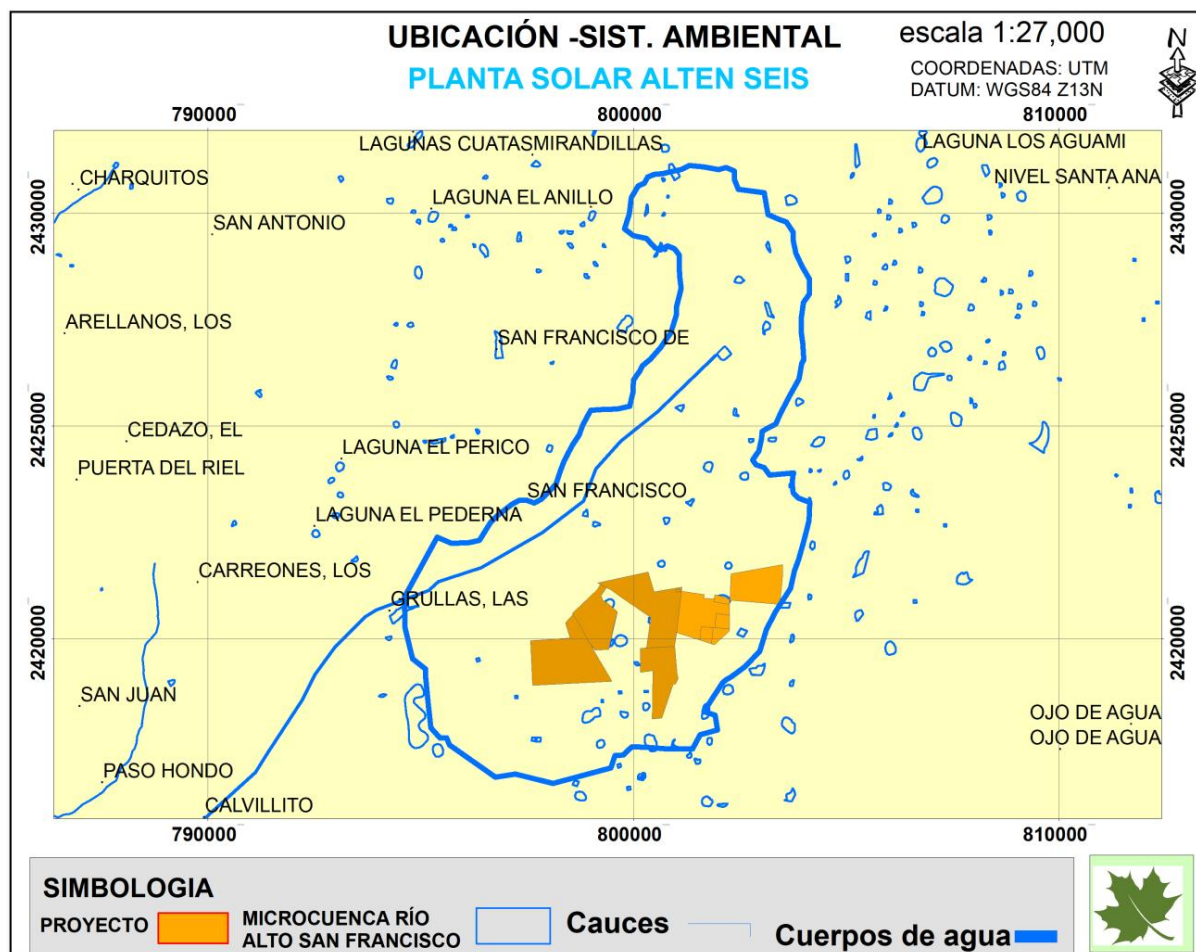 UBICACIÓN -SIST. AMBIENTAL
PLANTA SOLAR ALTEN SEIS
escala 1:27,000
COORDENADAS: UTM
DATUM: WGS84 Z13N
N
790000
800000
810000
LAGUNAS CUATASMIRANDILLAS
LAGUNA LOS AGUAMI
CHARQUITOS
NIVEL SANTA ANA
LAGUNA EL ANILLO
2430000
2430000
SAN ANTONIO
ARELLANOS, LOS
SAN FRANCISCO DE
2425000
2425000
CEDAZO, EL
LAGUNA EL PERICO
PUERTA DEL RIEL
SAN FRANCISCO
LAGUNA EL PEDERNA
CARREONES, LOS
GRULLAS, LAS
2420000
2420000
SAN JUAN
OJO DE AGUA
OJO DE AGUA
PASO HONDO
CALVILLITO
790000
800000
810000
SIMBOLOGIA
PROYECTO
MICROCUENCA RÍO
ALTO SAN FRANCISCO
Cauces
Cuerpos de agua